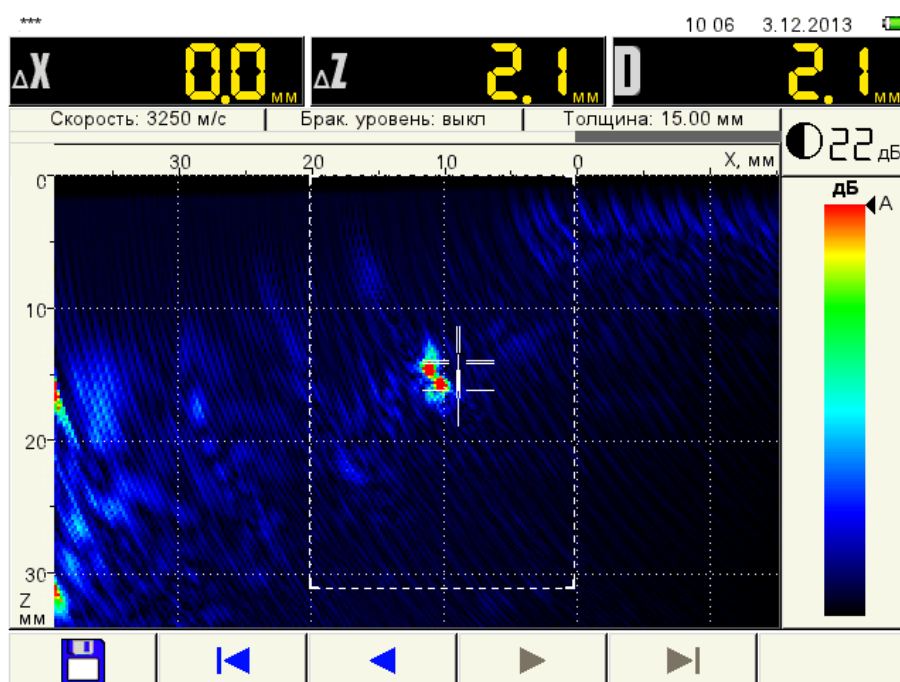 ***
10 06 3.12.2013
ΔX 0.0 мм
ΔZ 2.1 мм
D 2.1 мм
Скорость: 3250 м/с
Брак. уровень: выкл
Толщина: 15.00 мм
22 дБ
30 20 10 0 X, мм
0
10
20
30
Z
мм
дБ
A